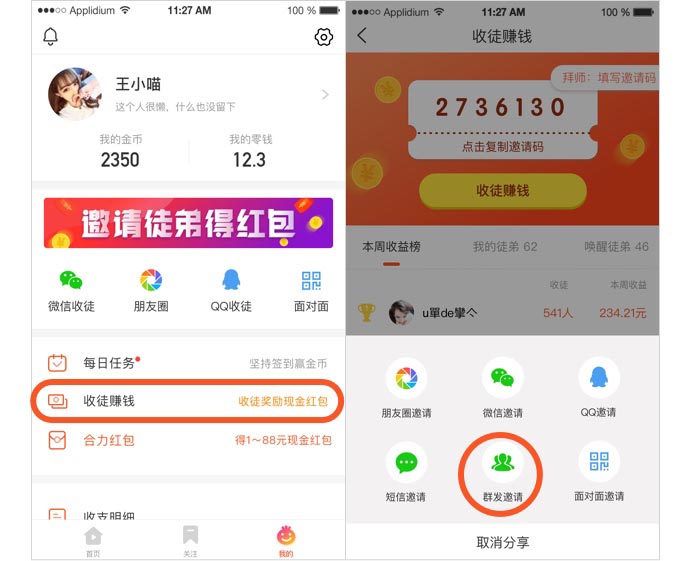 Applidium
11:27 AM
100 %
王小喵
这个人很懒，什么也没留下
我的金币
我的零钱
2350
12.3
邀请徒弟得红包
微信收徒
朋友圈
QQ收徒
面对面
每日任务
坚持签到赢金币
收徒赚钱
收徒奖励现金红包
合力红包
得1～88元现金红包
收支明细
首页
关注
我的
Applidium
11:27 AM
100 %
收徒赚钱
拜师：填写邀请码
2736130
点击复制邀请码
收徒赚钱
本周收益榜
我的徒弟 62
唤醒徒弟 46
收徒
本周收益
u單de孿亽
541人
234.21元
朋友圈邀请
微信邀请
QQ邀请
短信邀请
群发邀请
面对面邀请
取消分享